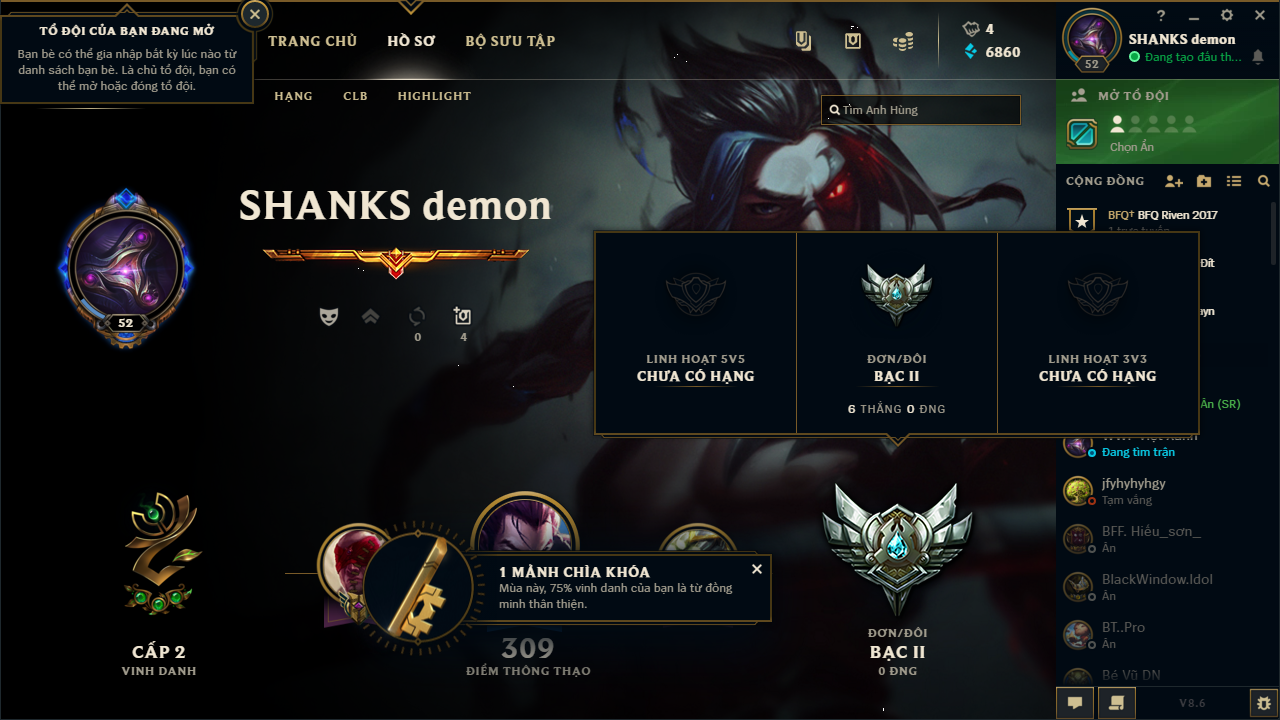 TỔ ĐỘI CỦA BẠN ĐANG MỞ
Bạn bè có thể gia nhập bất kỳ lúc nào từ
danh sách bạn bè. Là chủ tổ đội, bạn có
thể mở hoặc đóng tổ đội.
TRANG CHỦ
HỒ SƠ
BỘ SƯU TẬP
4
6860
HẠNG
CLB
HIGHLIGHT
Tìm Anh Hùng
52
SHANKS demon
Đang tạo đầu th...
MỞ TỔ ĐỘI
Chọn Ẩn
CỘNG ĐỒNG
BFQ† BFQ Riven 2017
1 trực tuyến
Đít
Ẩn (SR)
Đang tìm trận
jfyhyhyhgy
Tạm vắng
BFF. Hiếu_sơn_
Ẩn
BlackWindow.Idol
Ẩn
BT..Pro
Ẩn
Bé Vũ DN
V8.6
SHANKS demon
52
0
4
LINH HOẠT 5V5
CHƯA CÓ HẠNG
ĐƠN/ĐÔI
BẠC II
6 THẮNG 0 ĐNG
LINH HOẠT 3V3
CHƯA CÓ HẠNG
1 MẢNH CHÌA KHÓA
Mùa này, 75% vinh danh của bạn là từ đồng
minh thân thiện.
CẤP 2
VINH DANH
309
ĐIỂM THÔNG THẠO
ĐƠN/ĐÔI
BẠC II
0 ĐNG